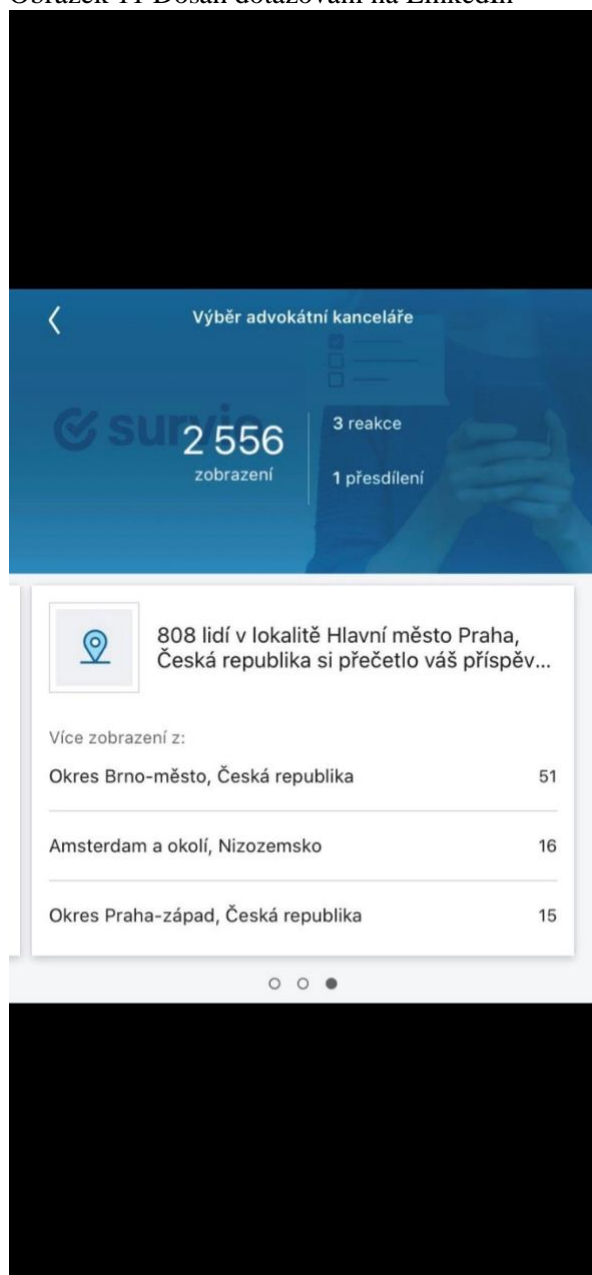 Obrázek 11 Dosah dotazování na LinkedIn
Výběr advokátní kanceláře
survio
2 556
zobrazení
3 reakce
1 přesdílení
808 lidí v lokalitě Hlavní město Praha,
Česká republika si přečetlo váš příspěv...
Více zobrazení z:
Okres Brno-město, Česká republika 51
Amsterdam a okolí, Nizozemsko 16
Okres Praha-západ, Česká republika 15